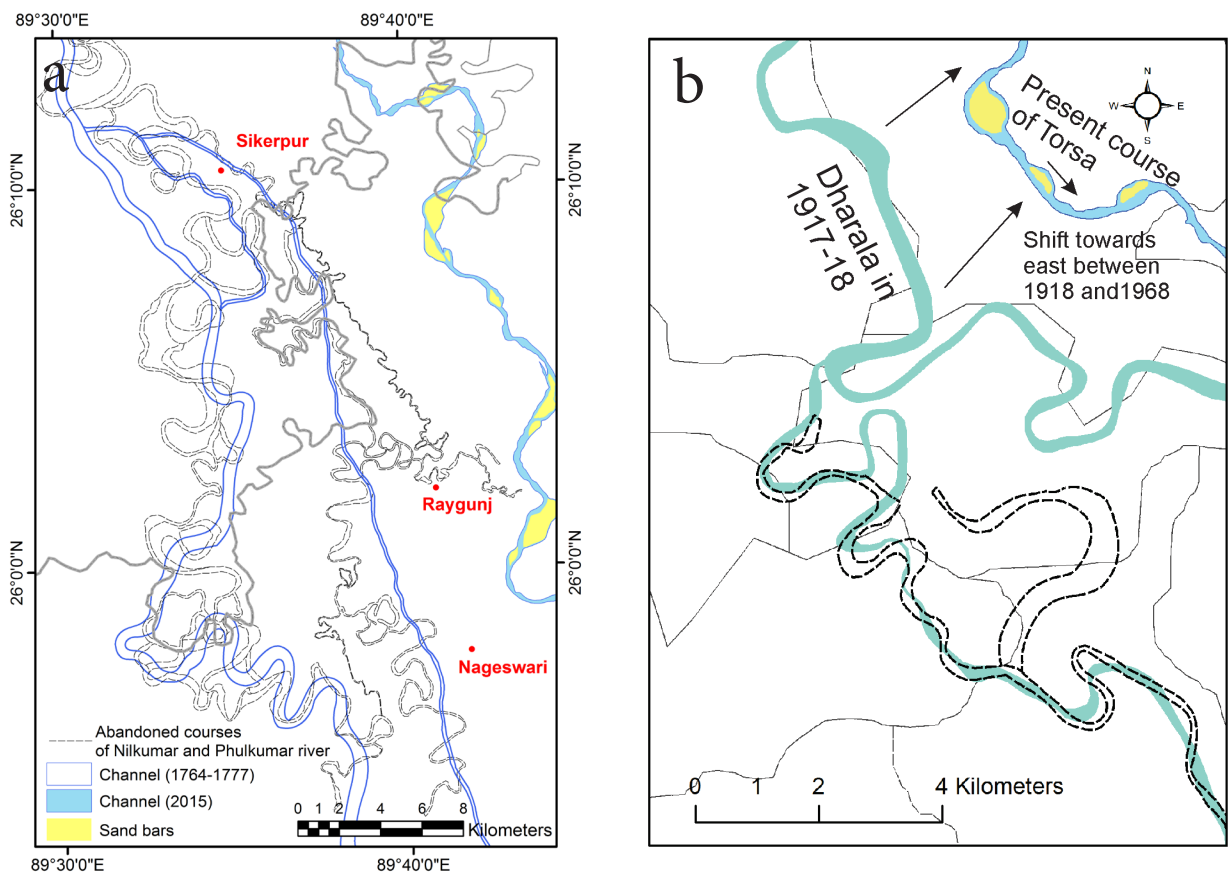 89°30'0"E
89°40'0"E
a
Sikerpur
26°10'0"N
26°10'0"N
Raygunj
26°0'0"N
26°0'0"N
Nageswari
Abandoned courses
of Nilkumar and Phulkumar river
Channel (1764-1777)
Channel (2015)
Sand bars
0 1 2 4 6 8
Kilometers
89°30'0"E
89°40'0"E
b
N
W E
S
Present course
of Torsa
Dharala in
1917-18
Shift towards
east between
1918 and1968
0 1 2 4 Kilometers